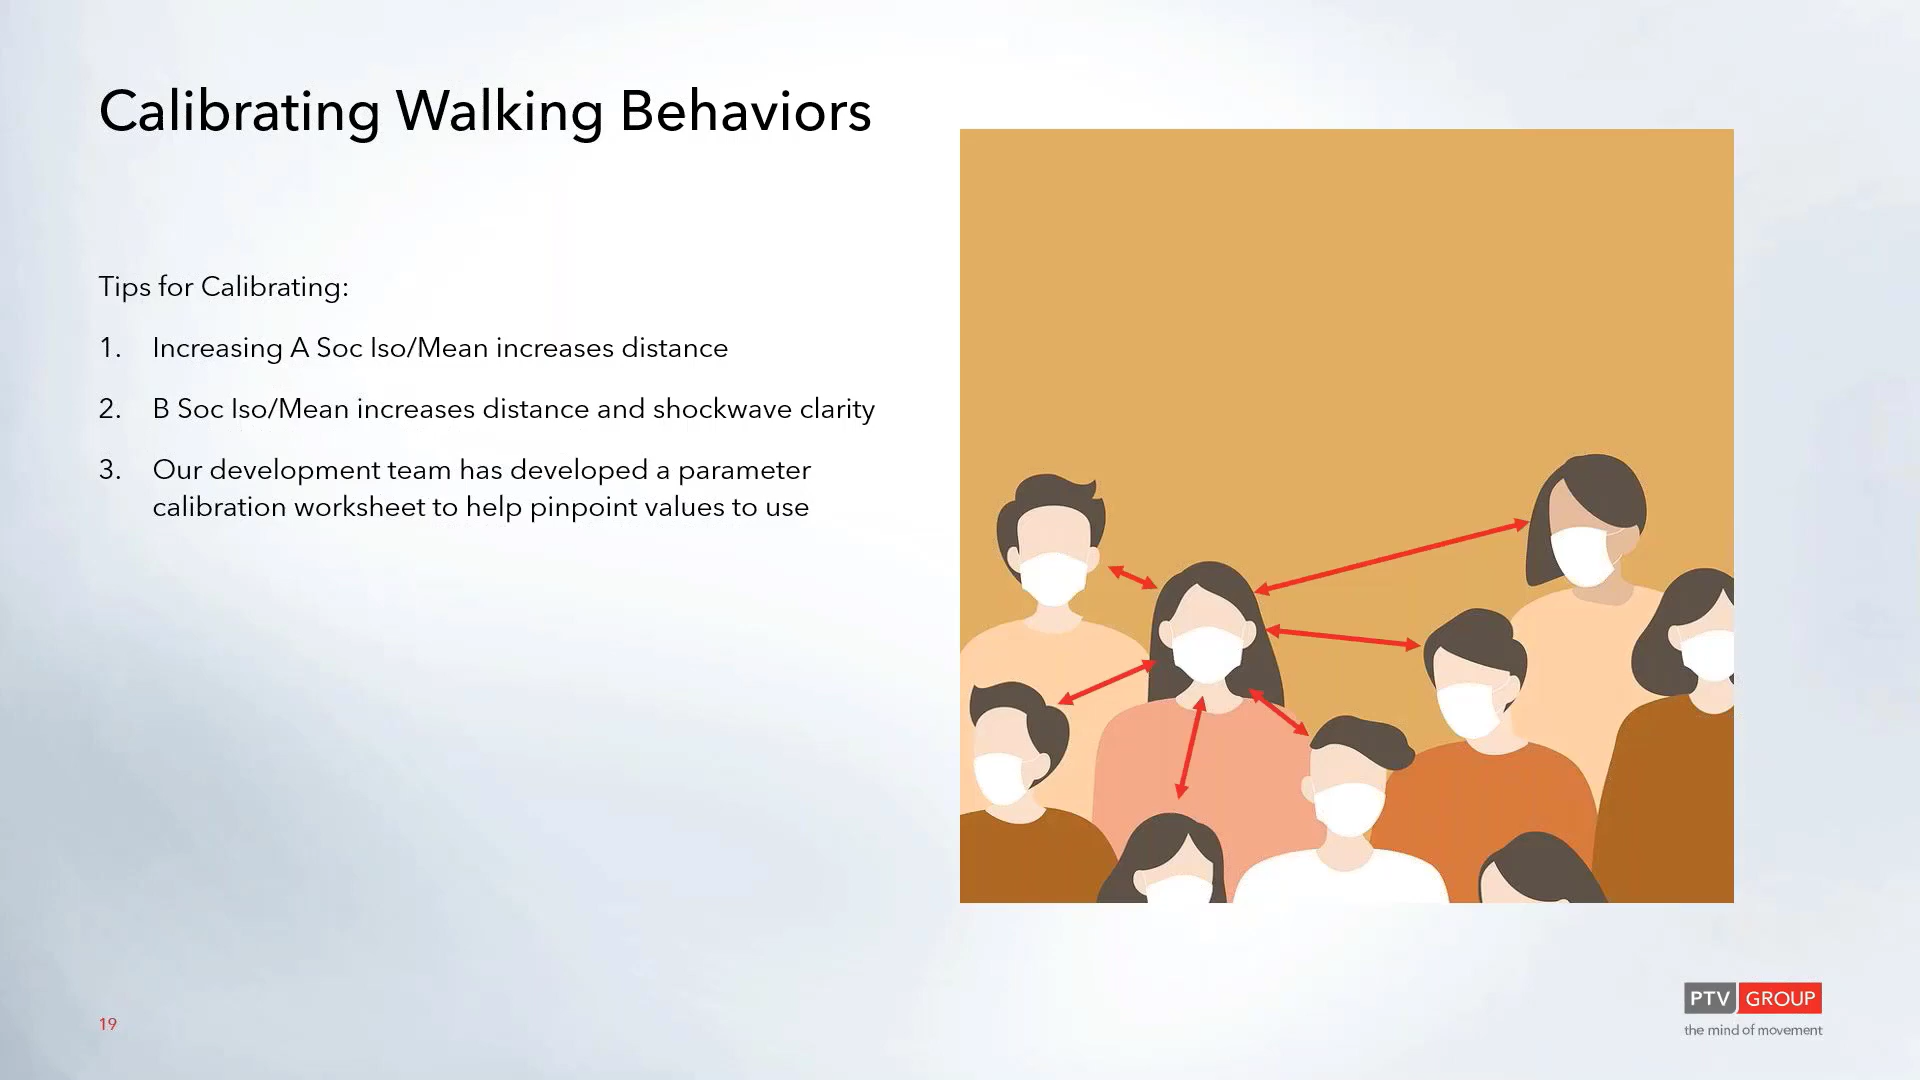 Calibrating Walking Behaviors
Tips for Calibrating:
1. Increasing A Soc Iso/Mean increases distance
2. B Soc Iso/Mean increases distance and shockwave clarity
3. Our development team has developed a parameter
calibration worksheet to help pinpoint values to use
19
PTV GROUP
the mind of movement